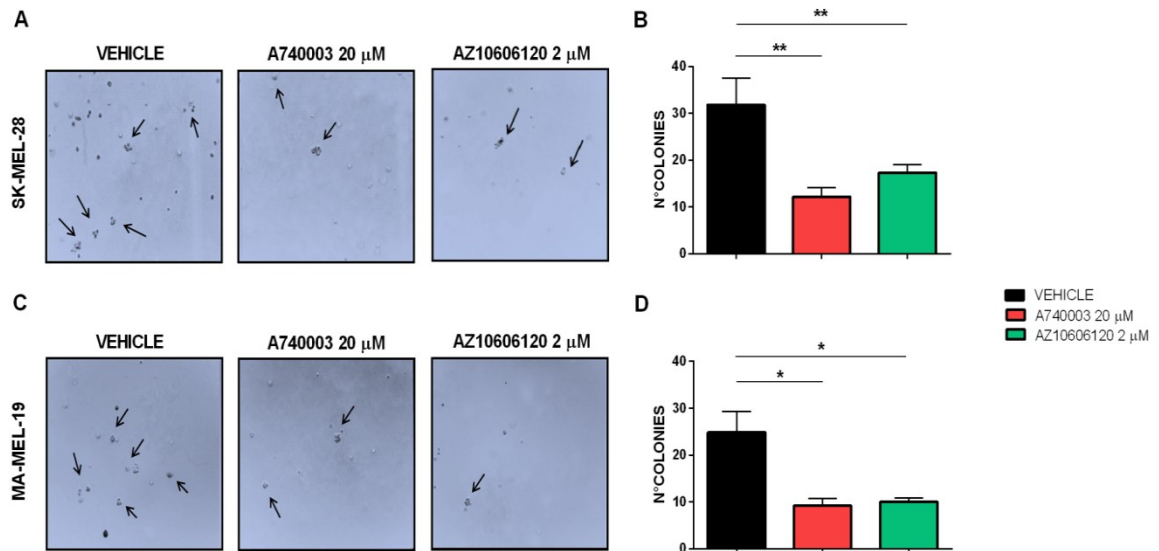 A
VEHICLE
A740003 20 µM
AZ10606120 2 µM
SK-MEL-28
B
**
**
N°COLONIES
40
30
20
10
0
C
VEHICLE
A740003 20 µM
AZ10606120 2 µM
MA-MEL-19
D
*
*
N°COLONIES
40
30
20
10
0
VEHICLE
A740003 20 µM
AZ10606120 2 µM